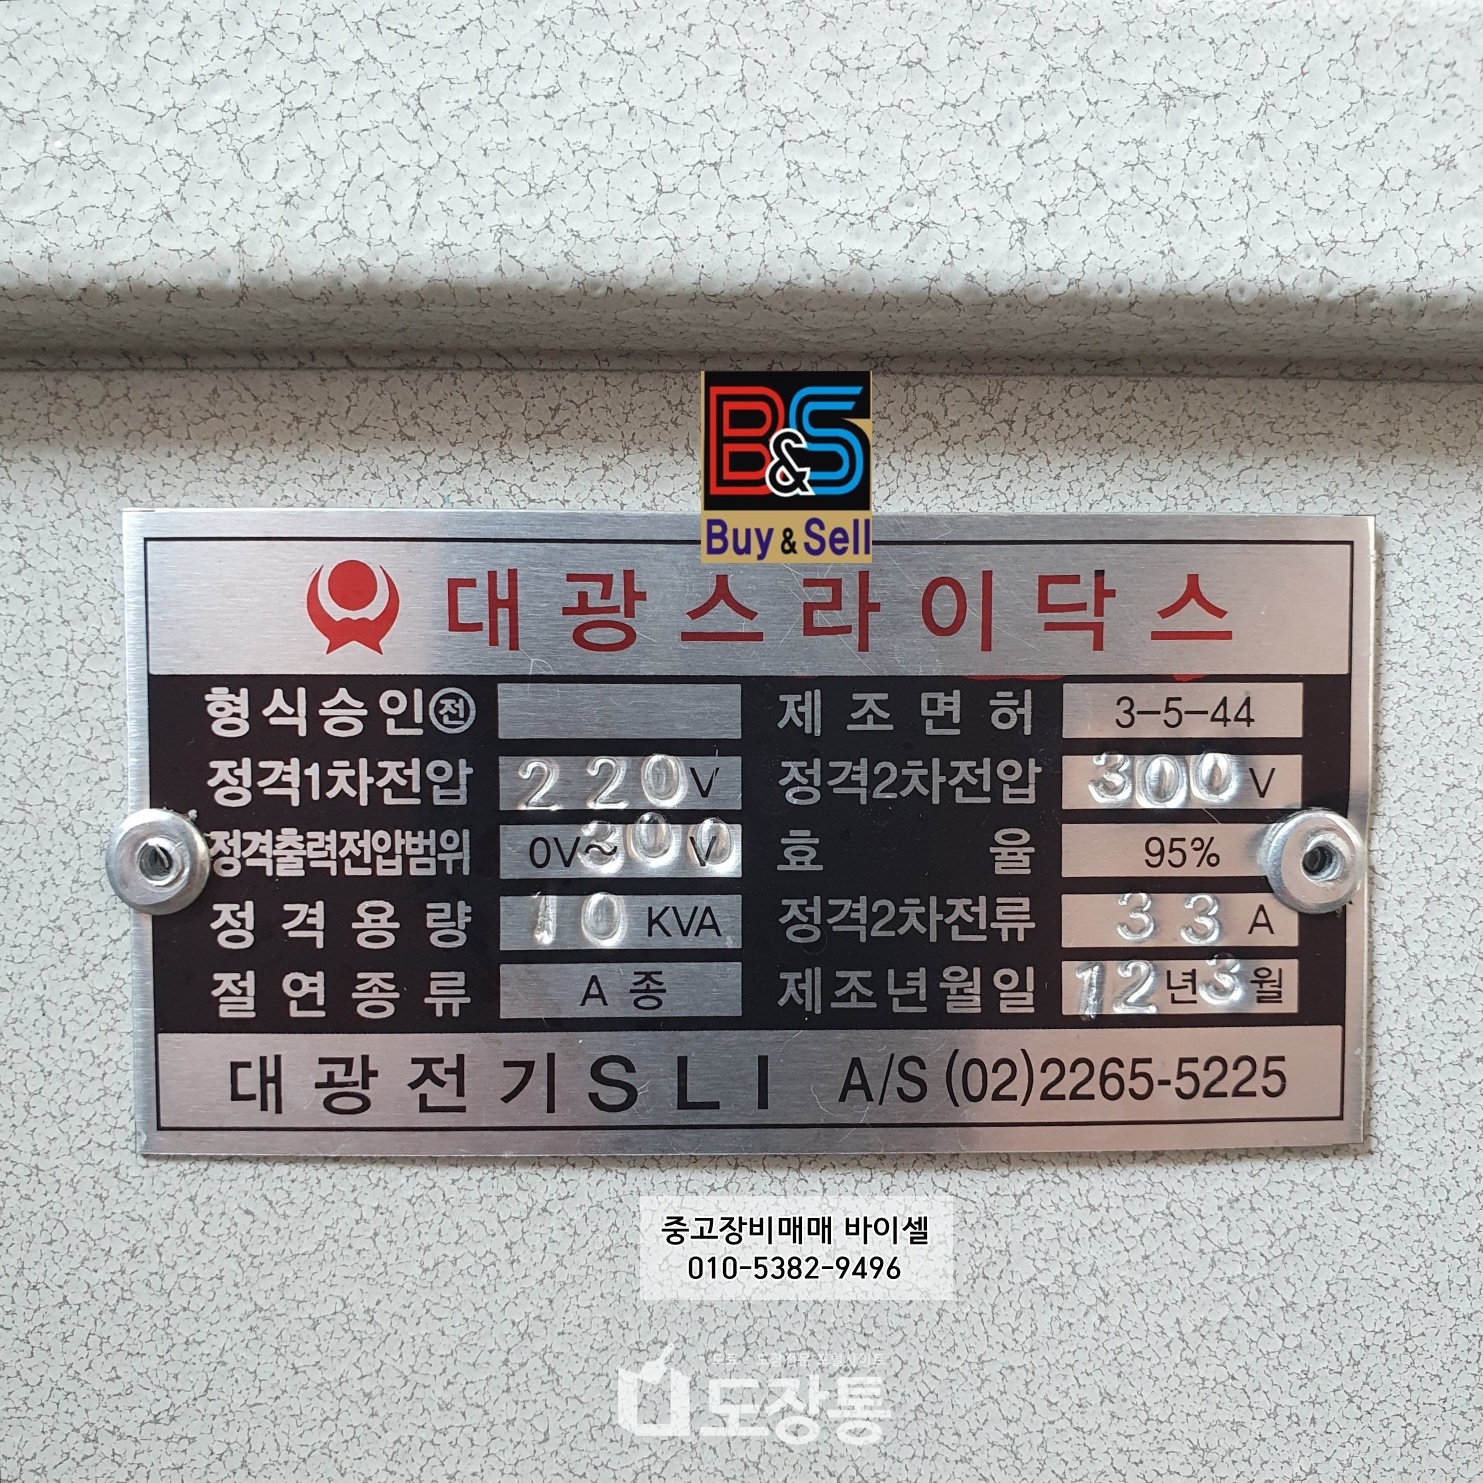 B&S
Buy & Sell
대광스라이닥스
형식승인㉠ 제조면허 3-5-44
정격1차전압 220V 정격2차전압 300V
정격출력전압범위 0V~300V 효율 95%
정격용량 10KVA 정격2차전류 33A
절연종류 A종 제조년월일 12년3월
대광전기SLI A/S (02)2265-5225
중고장비매매 바이셀
010-5382-9496
도장통